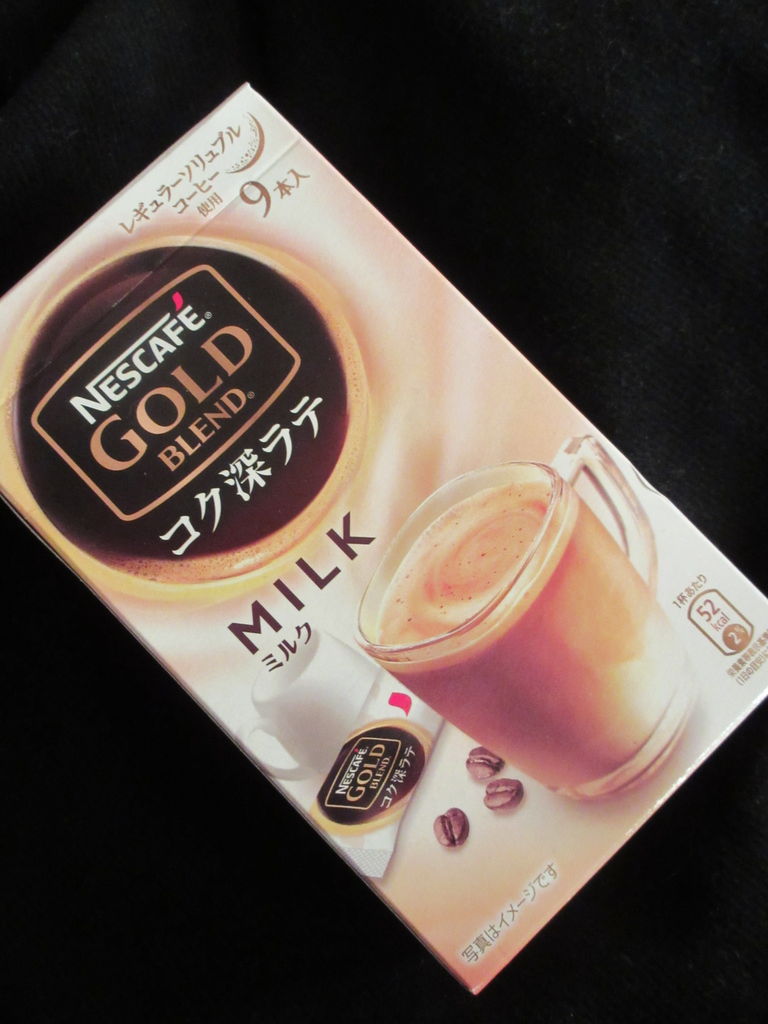 レギュラーソリュブル
コーヒー
使用
9本入
NESCAFÉ®
GOLD
BLEND®
コク深ラテ
MILK
ミルク
NESCAFÉ
GOLD
BLEND
コク深ラテ
1杯あたり
52
kcal
2%
写真はイメージです